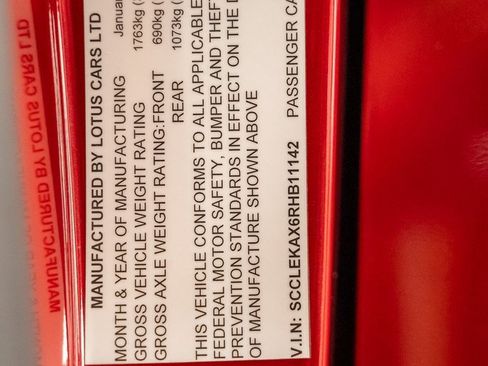 MANUFACTURED BY LOTUS CARS LTD
MONTH & YEAR OF MANUFACTURING
GROSS VEHICLE WEIGHT RATING 1763kg (
GROSS AXLE WEIGHT RATING: FRONT 690kg (
REAR 1073kg (
THIS VEHICLE CONFORMS TO ALL APPLICABLE
FEDERAL MOTOR SAFETY, BUMPER AND THEFT
PREVENTION STANDARDS IN EFFECT ON THE D
OF MANUFACTURE SHOWN ABOVE
V.I.N: SCCLEKAX6RHB11142 PASSENGER CA
MANUFACTURED BY LOTUS CARS LTD